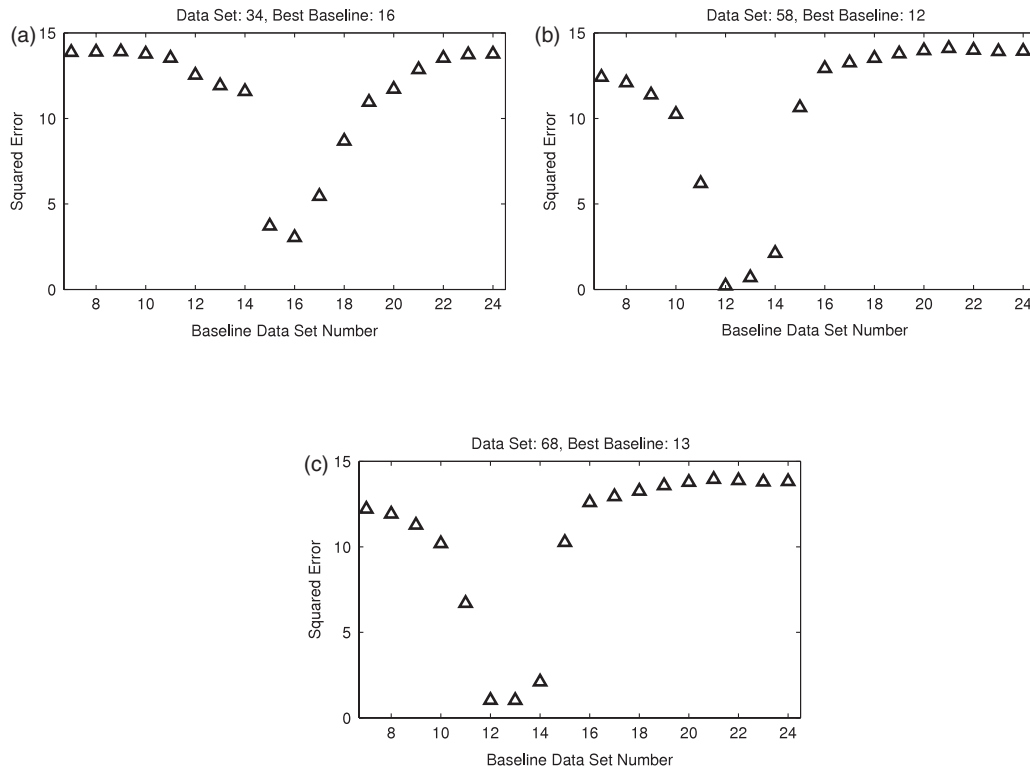 Data Set: 34, Best Baseline: 16
(a)
15
10
5
0
Squared Error
8 10 12 14 16 18 20 22 24
Baseline Data Set Number
Data Set: 58, Best Baseline: 12
(b)
15
10
5
0
Squared Error
8 10 12 14 16 18 20 22 24
Baseline Data Set Number
Data Set: 68, Best Baseline: 13
(c)
15
10
5
0
Squared Error
8 10 12 14 16 18 20 22 24
Baseline Data Set Number